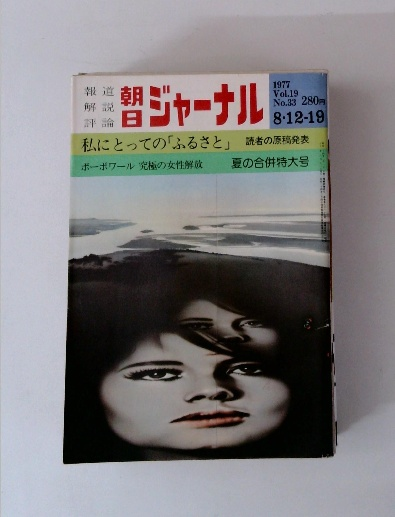 報道
解説
評論
朝日ジャーナル
1977
Vol.19
No.33 280円
8・12-19
私にとっての「ふるさと」 読者の原稿発表
ボーボワール 究極の女性解放 夏の合併特大号